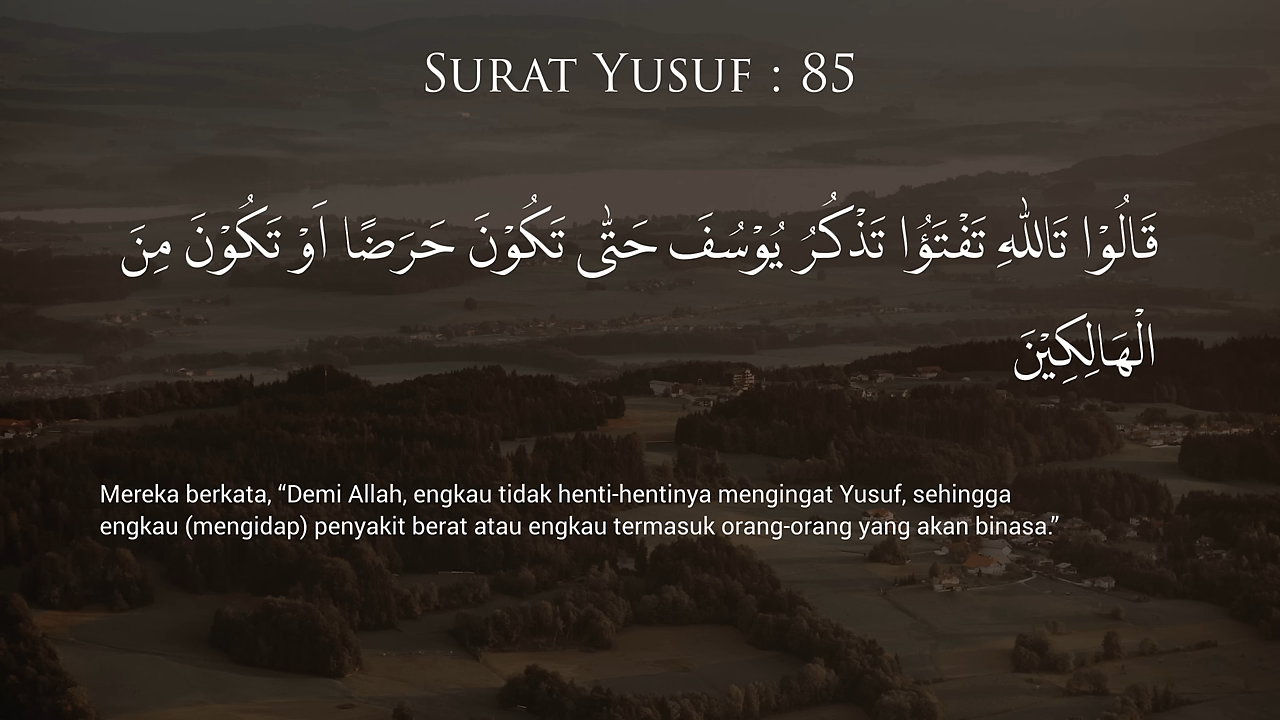 Surat Yusuf : 85
قَالُوْا تَاللّٰهِ تَفْتَؤُا تَذْكُرُ يُوْسُفَ حَتّٰى تَكُوْنَ حَرَضًا اَوْ تَكُوْنَ مِنَ
الْهَالِكِيْنَ
Mereka berkata, “Demi Allah, engkau tidak henti-hentinya mengingat Yusuf, sehingga
engkau (mengidap) penyakit berat atau engkau termasuk orang-orang yang akan binasa.”